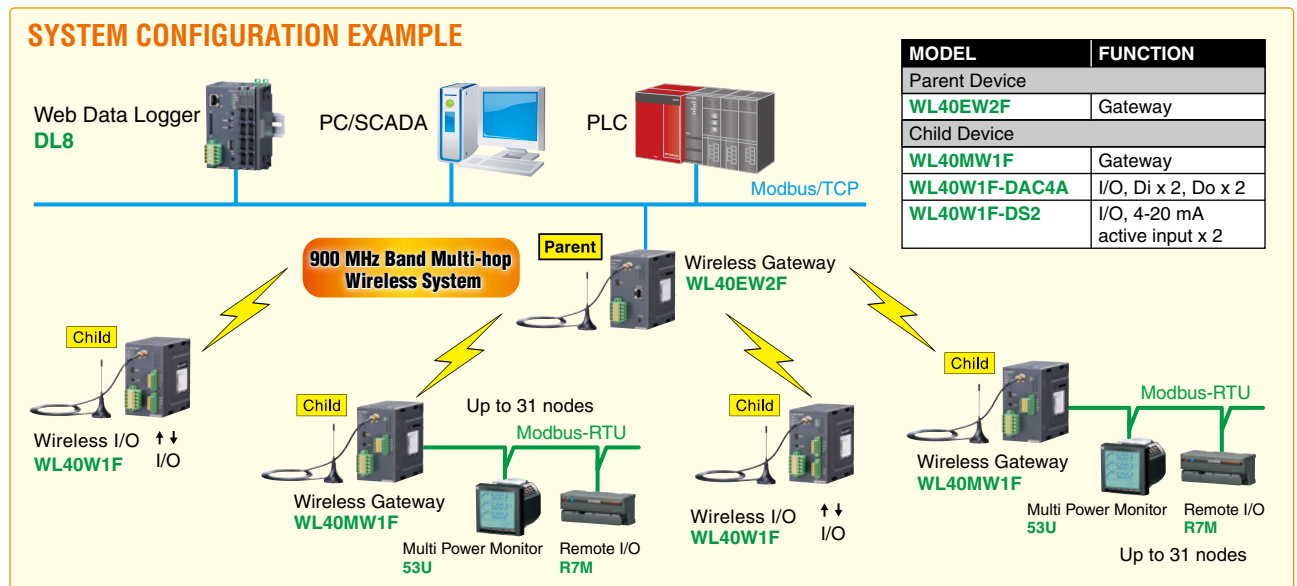 SYSTEM CONFIGURATION EXAMPLE
MODEL FUNCTION
Parent Device
WL40EW2F Gateway
Child Device
WL40MW1F Gateway
WL40W1F-DAC4A I/O, Di x 2, Do x 2
WL40W1F-DS2 I/O, 4-20 mA
active input x 2
Web Data Logger
DL8
PC/SCADA
PLC
Modbus/TCP
900 MHz Band Multi-hop
Wireless System
Parent
Wireless Gateway
WL40EW2F
Child
Wireless I/O
WL40W1F
I/O
Child
Up to 31 nodes
Modbus-RTU
Wireless Gateway
WL40MW1F
Multi Power Monitor
53U
Remote I/O
R7M
Child
Wireless I/O
WL40W1F
I/O
Child
Modbus-RTU
Wireless Gateway
WL40MW1F
Multi Power Monitor
53U
Remote I/O
R7M
Up to 31 nodes